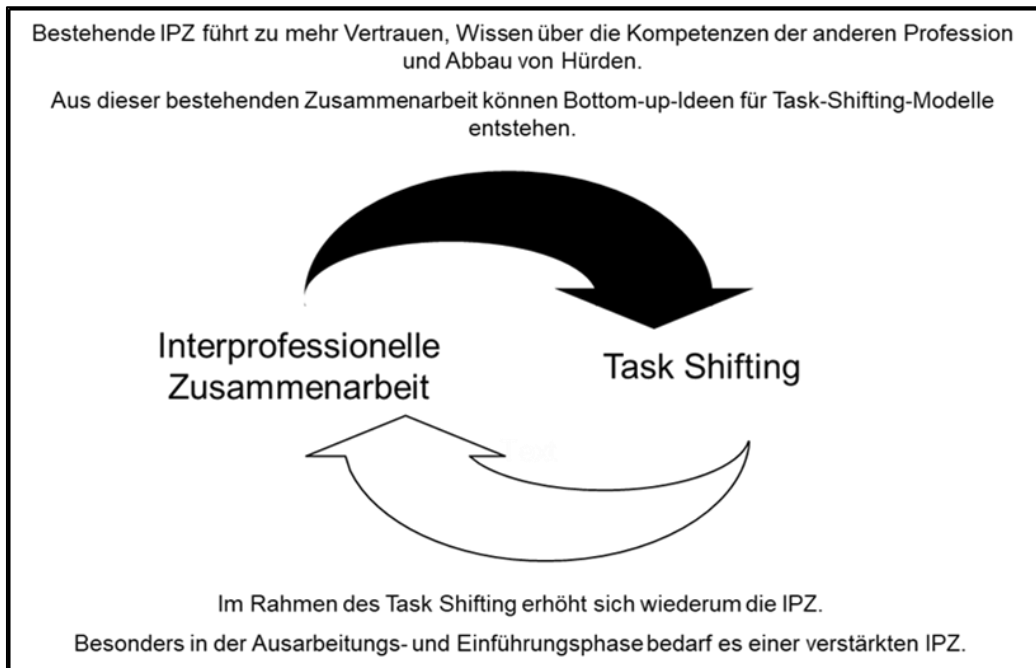 Bestehende IPZ führt zu mehr Vertrauen, Wissen über die Kompetenzen der anderen Profession
und Abbau von Hürden.
Aus dieser bestehenden Zusammenarbeit können Bottom-up-Ideen für Task-Shifting-Modelle
entstehen.
Interprofessionelle
Zusammenarbeit
Task Shifting
Im Rahmen des Task Shifting erhöht sich wiederum die IPZ.
Besonders in der Ausarbeitungs- und Einführungsphase bedarf es einer verstärkten IPZ.